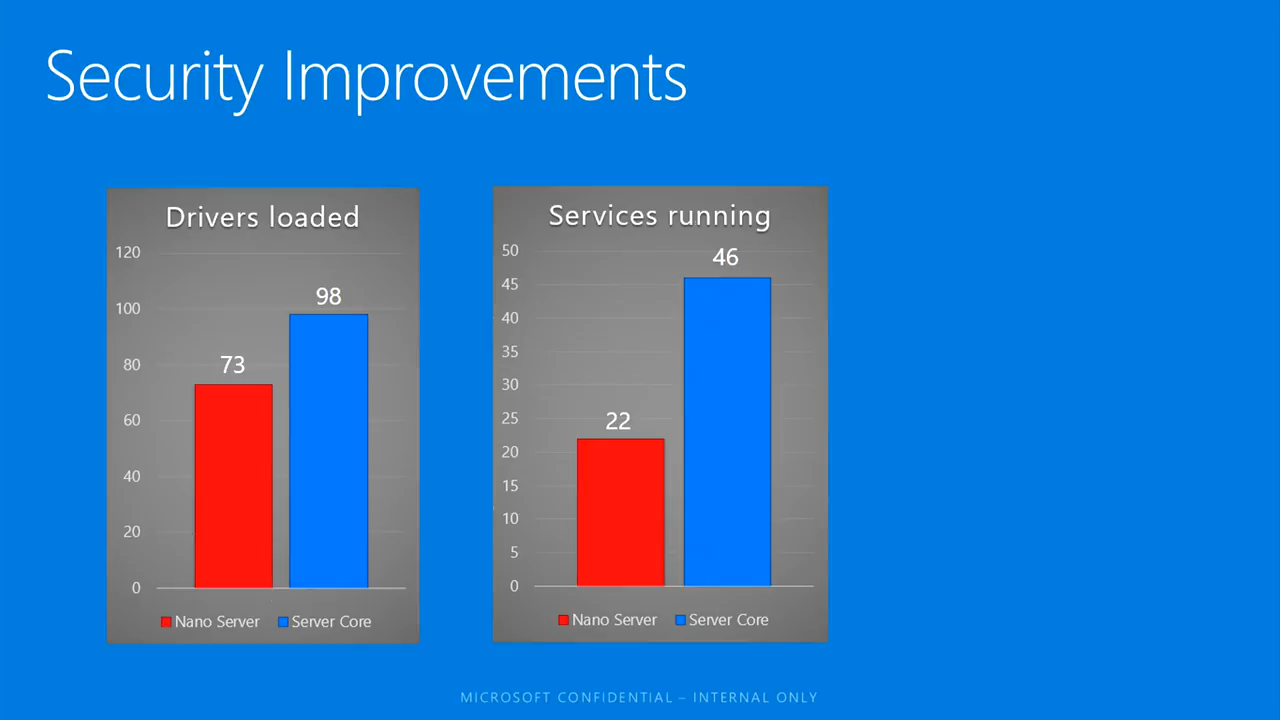 Security Improvements
Drivers loaded
120
100
80
60
40
20
0
73
98
Nano Server
Server Core
Services running
50
45
40
35
30
25
20
15
10
5
0
22
46
Nano Server
Server Core
MICROSOFT CONFIDENTIAL – INTERNAL ONLY